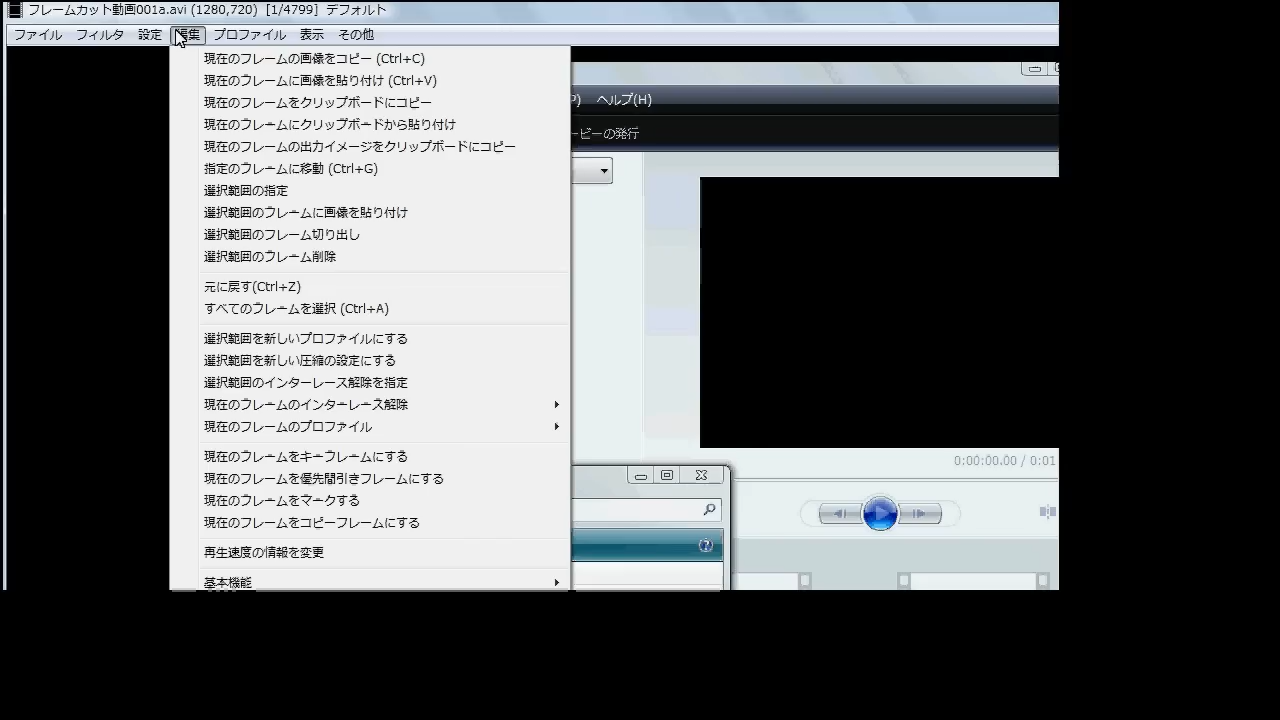 フレームカット動画001a.avi (1280,720) [1/4799] デフォルト
ファイル フィルタ 設定 編集 プロファイル 表示 その他
現在のフレームの画像をコピー (Ctrl+C)
現在のフレームに画像を貼り付け (Ctrl+V)
現在のフレームをクリップボードにコピー
現在のフレームにクリップボードから貼り付け
現在のフレームの出力イメージをクリップボードにコピー
指定のフレームに移動 (Ctrl+G)
選択範囲の指定
選択範囲のフレームに画像を貼り付け
選択範囲のフレーム切り出し
選択範囲のフレーム削除
元に戻す(Ctrl+Z)
すべてのフレームを選択 (Ctrl+A)
選択範囲を新しいプロファイルにする
選択範囲を新しい圧縮の設定にする
選択範囲のインターレース解除を指定
現在のフレームのインターレース解除
現在のフレームのプロファイル
現在のフレームをキーフレームにする
現在のフレームを優先間引きフレームにする
現在のフレームをマークする
現在のフレームをコピーフレームにする
再生速度の情報を変更
基本機能
P) ヘルプ(H)
ービーの発行
0:00:00.00 / 0:01